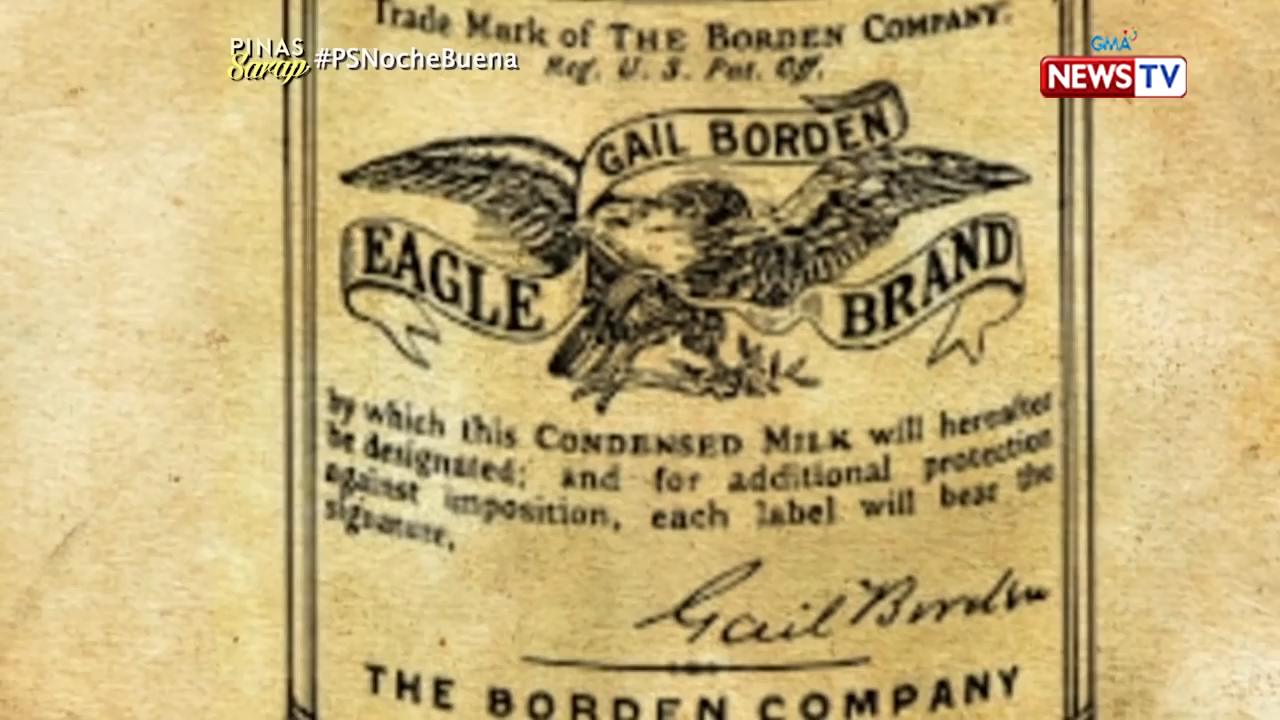 PINAS
Sarap
#PSNocheBuena
GMA
NEWS TV
Trade Mark of THE BORDEN COMPANY.
Reg. U. S. Pat. Off.
GAIL BORDEN
EAGLE BRAND
by which this CONDENSED MILK will hereafter
be designated; and for additional protection
against imposition, each label will bear the
signature,
Gail Borden
THE BORDEN COMPANY